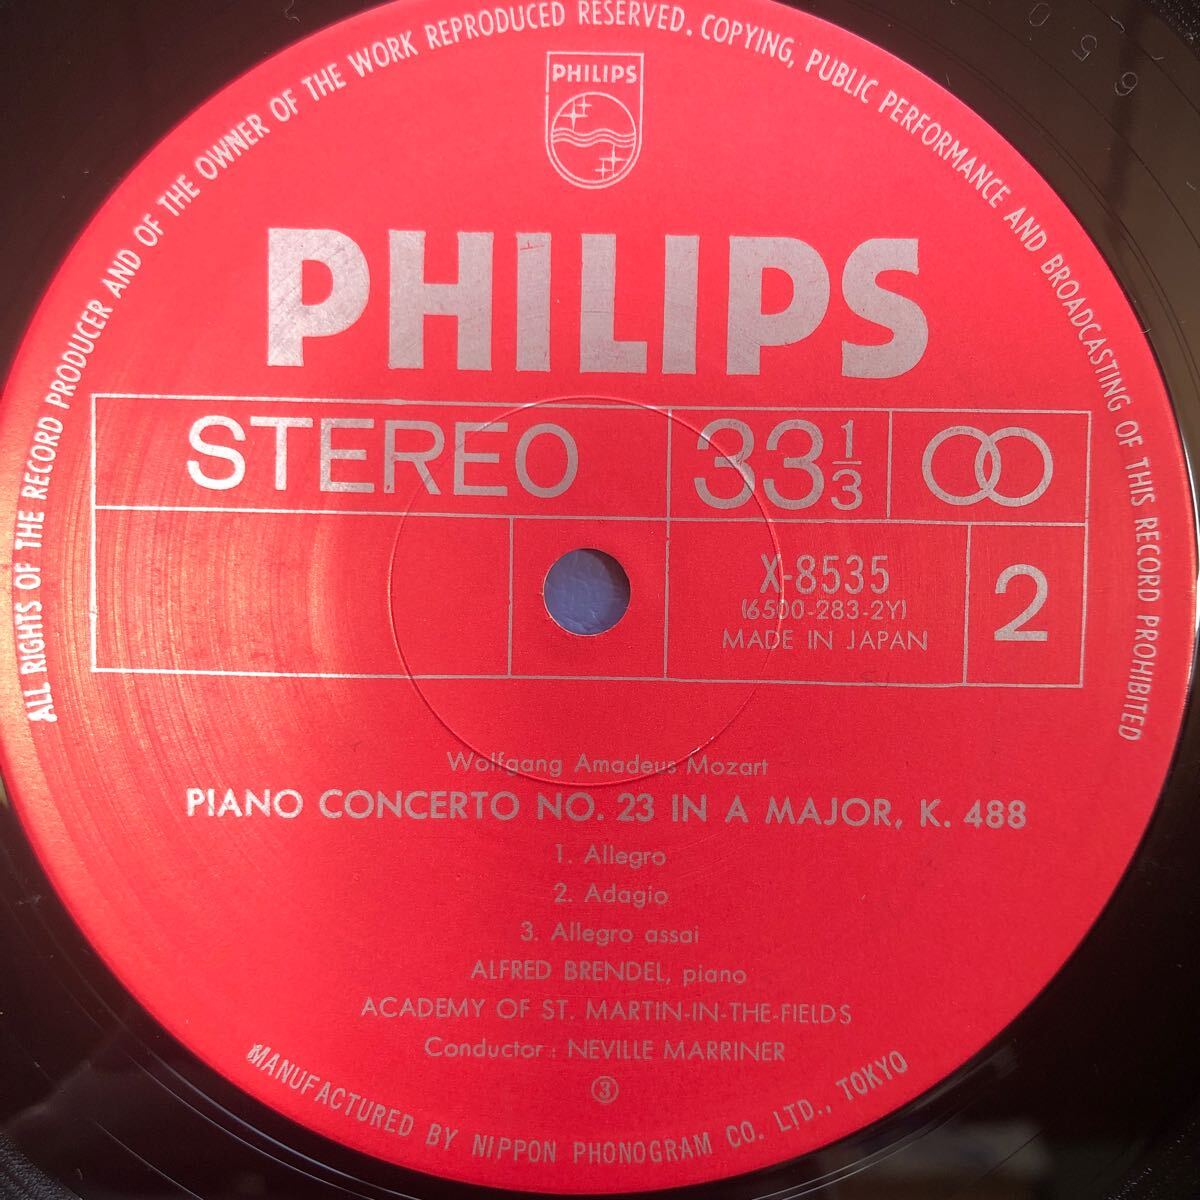 ALL RIGHTS OF THE RECORD PRODUCER AND OF THE OWNER OF THE WORK REPRODUCED RESERVED. COPYING, PUBLIC PERFORMANCE AND BROADCASTING OF THIS RECORD PROHIBITED
PHILIPS
PHILIPS
STEREO 33 1/3
X-8535
(6500-283-2Y)
MADE IN JAPAN
2
Wolfgang Amadeus Mozart
PIANO CONCERTO NO. 23 IN A MAJOR, K. 488
1. Allegro
2. Adagio
3. Allegro assai
ALFRED BRENDEL, piano
ACADEMY OF ST. MARTIN-IN-THE-FIELDS
Conductor: NEVILLE MARRINER
③
MANUFACTURED BY NIPPON PHONOGRAM CO. LTD., TOKYO